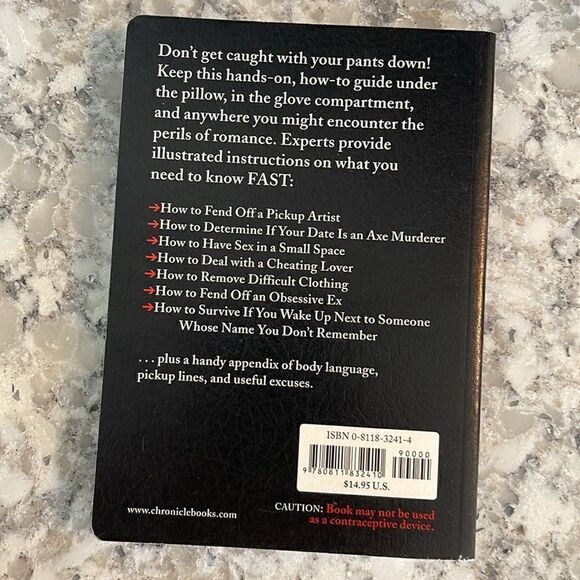 Don't get caught with your pants down!
Keep this hands-on, how-to guide under
the pillow, in the glove compartment,
and anywhere you might encounter the
perils of romance. Experts provide
illustrated instructions on what you
need to know FAST:
➔How to Fend Off a Pickup Artist
➔How to Determine If Your Date Is an Axe Murderer
➔How to Have Sex in a Small Space
➔How to Deal with a Cheating Lover
➔How to Remove Difficult Clothing
➔How to Fend Off an Obsessive Ex
➔How to Survive If You Wake Up Next to Someone
Whose Name You Don't Remember
. . . plus a handy appendix of body language,
pickup lines, and useful excuses.
ISBN 0-8118-3241-4
90000
9 780811 832410
$14.95 U.S.
www.chroniclebooks.com
CAUTION: Book may not be used
as a contraceptive device.